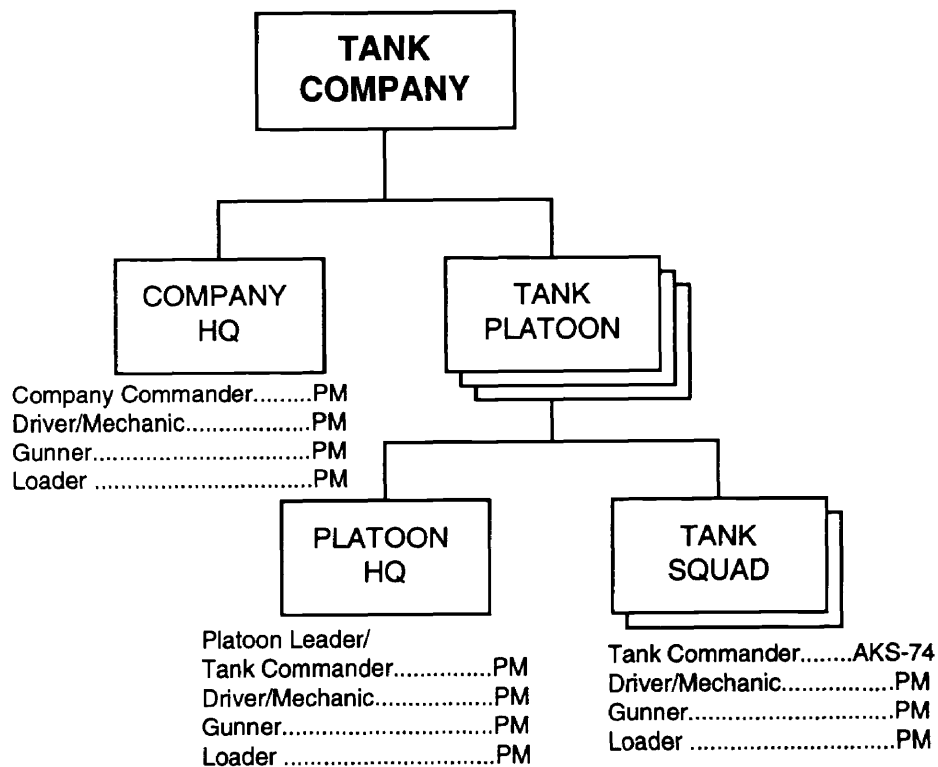 TANK
COMPANY
COMPANY
HQ
TANK
PLATOON
Company Commander.........PM
Driver/Mechanic...................PM
Gunner.................................PM
Loader .................................PM
PLATOON
HQ
TANK
SQUAD
Platoon Leader/
Tank Commander...............PM
Driver/Mechanic..................PM
Gunner................................PM
Loader ................................PM
Tank Commander........AKS-74
Driver/Mechanic.................PM
Gunner...............................PM
Loader ...............................PM